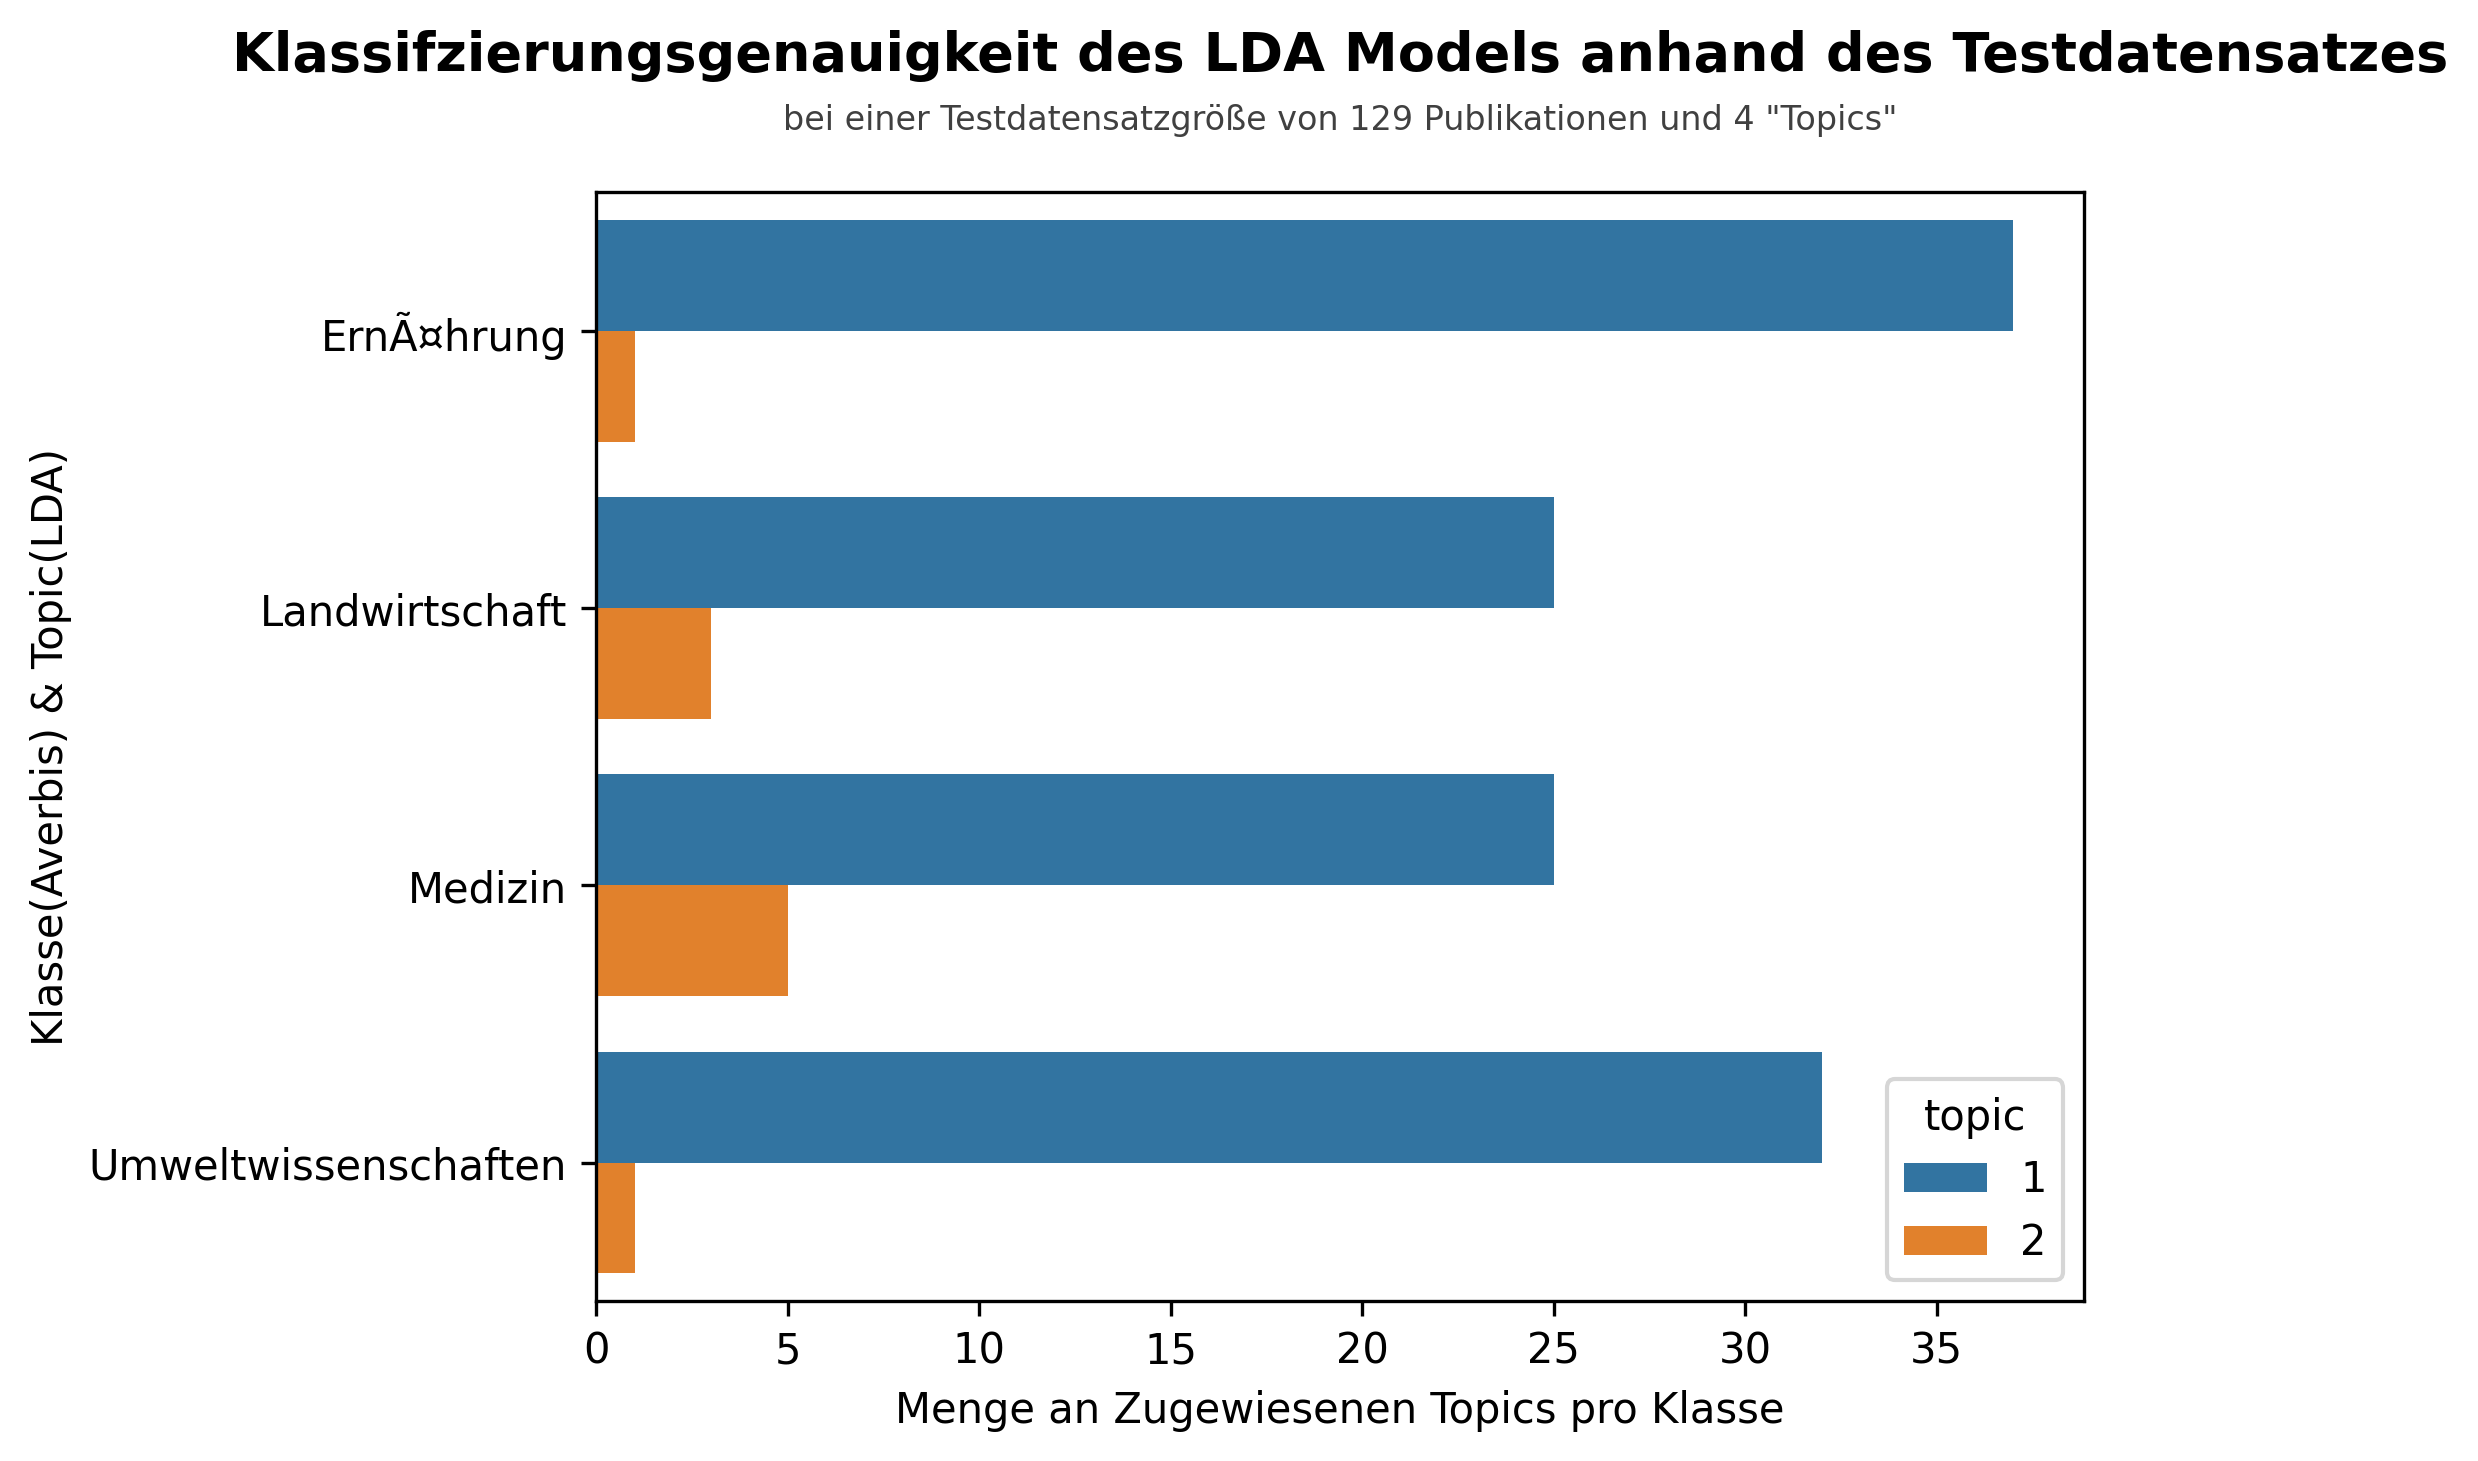 Klassifzierungsgenauigkeit des LDA Models anhand des Testdatensatzes
bei einer Testdatensatzgröße von 129 Publikationen und 4 "Topics"
Klasse(Averbis) & Topic(LDA)
ErnÃ¤hrung
Landwirtschaft
Medizin
Umweltwissenschaften
topic
1
2
0 5 10 15 20 25 30 35
Menge an Zugewiesenen Topics pro Klasse